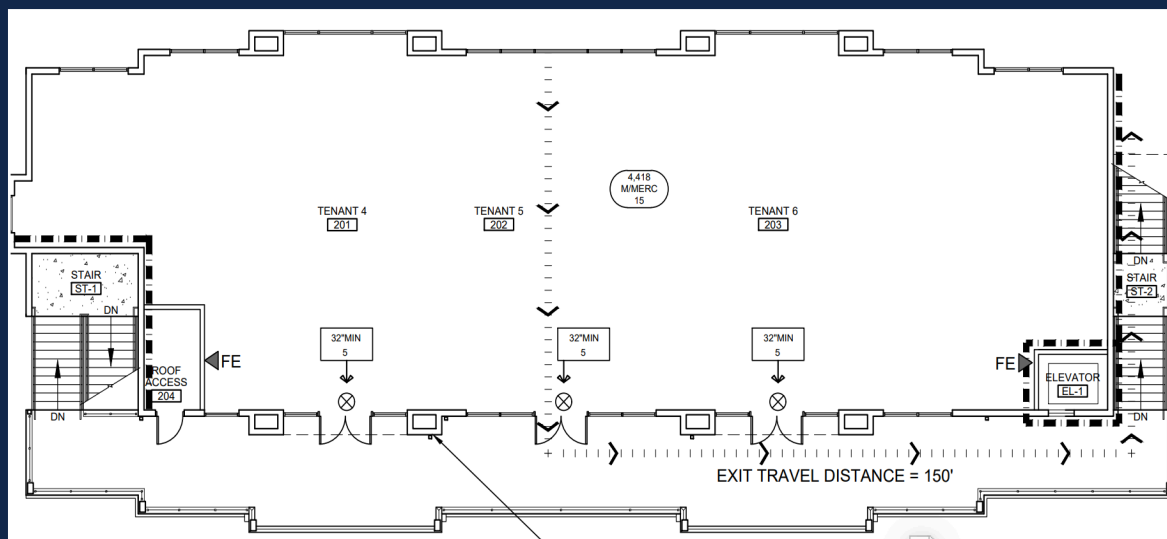 4,418
M/MERC
15
TENANT 4
201
TENANT 5
202
TENANT 6
203
STAIR
ST-1
DN
DN
ROOF
ACCESS
204
FE
32"MIN
5
32"MIN
5
32"MIN
5
FE
ELEVATOR
EL-1
DN
STAIR
ST-2
DN
EXIT TRAVEL DISTANCE = 150'